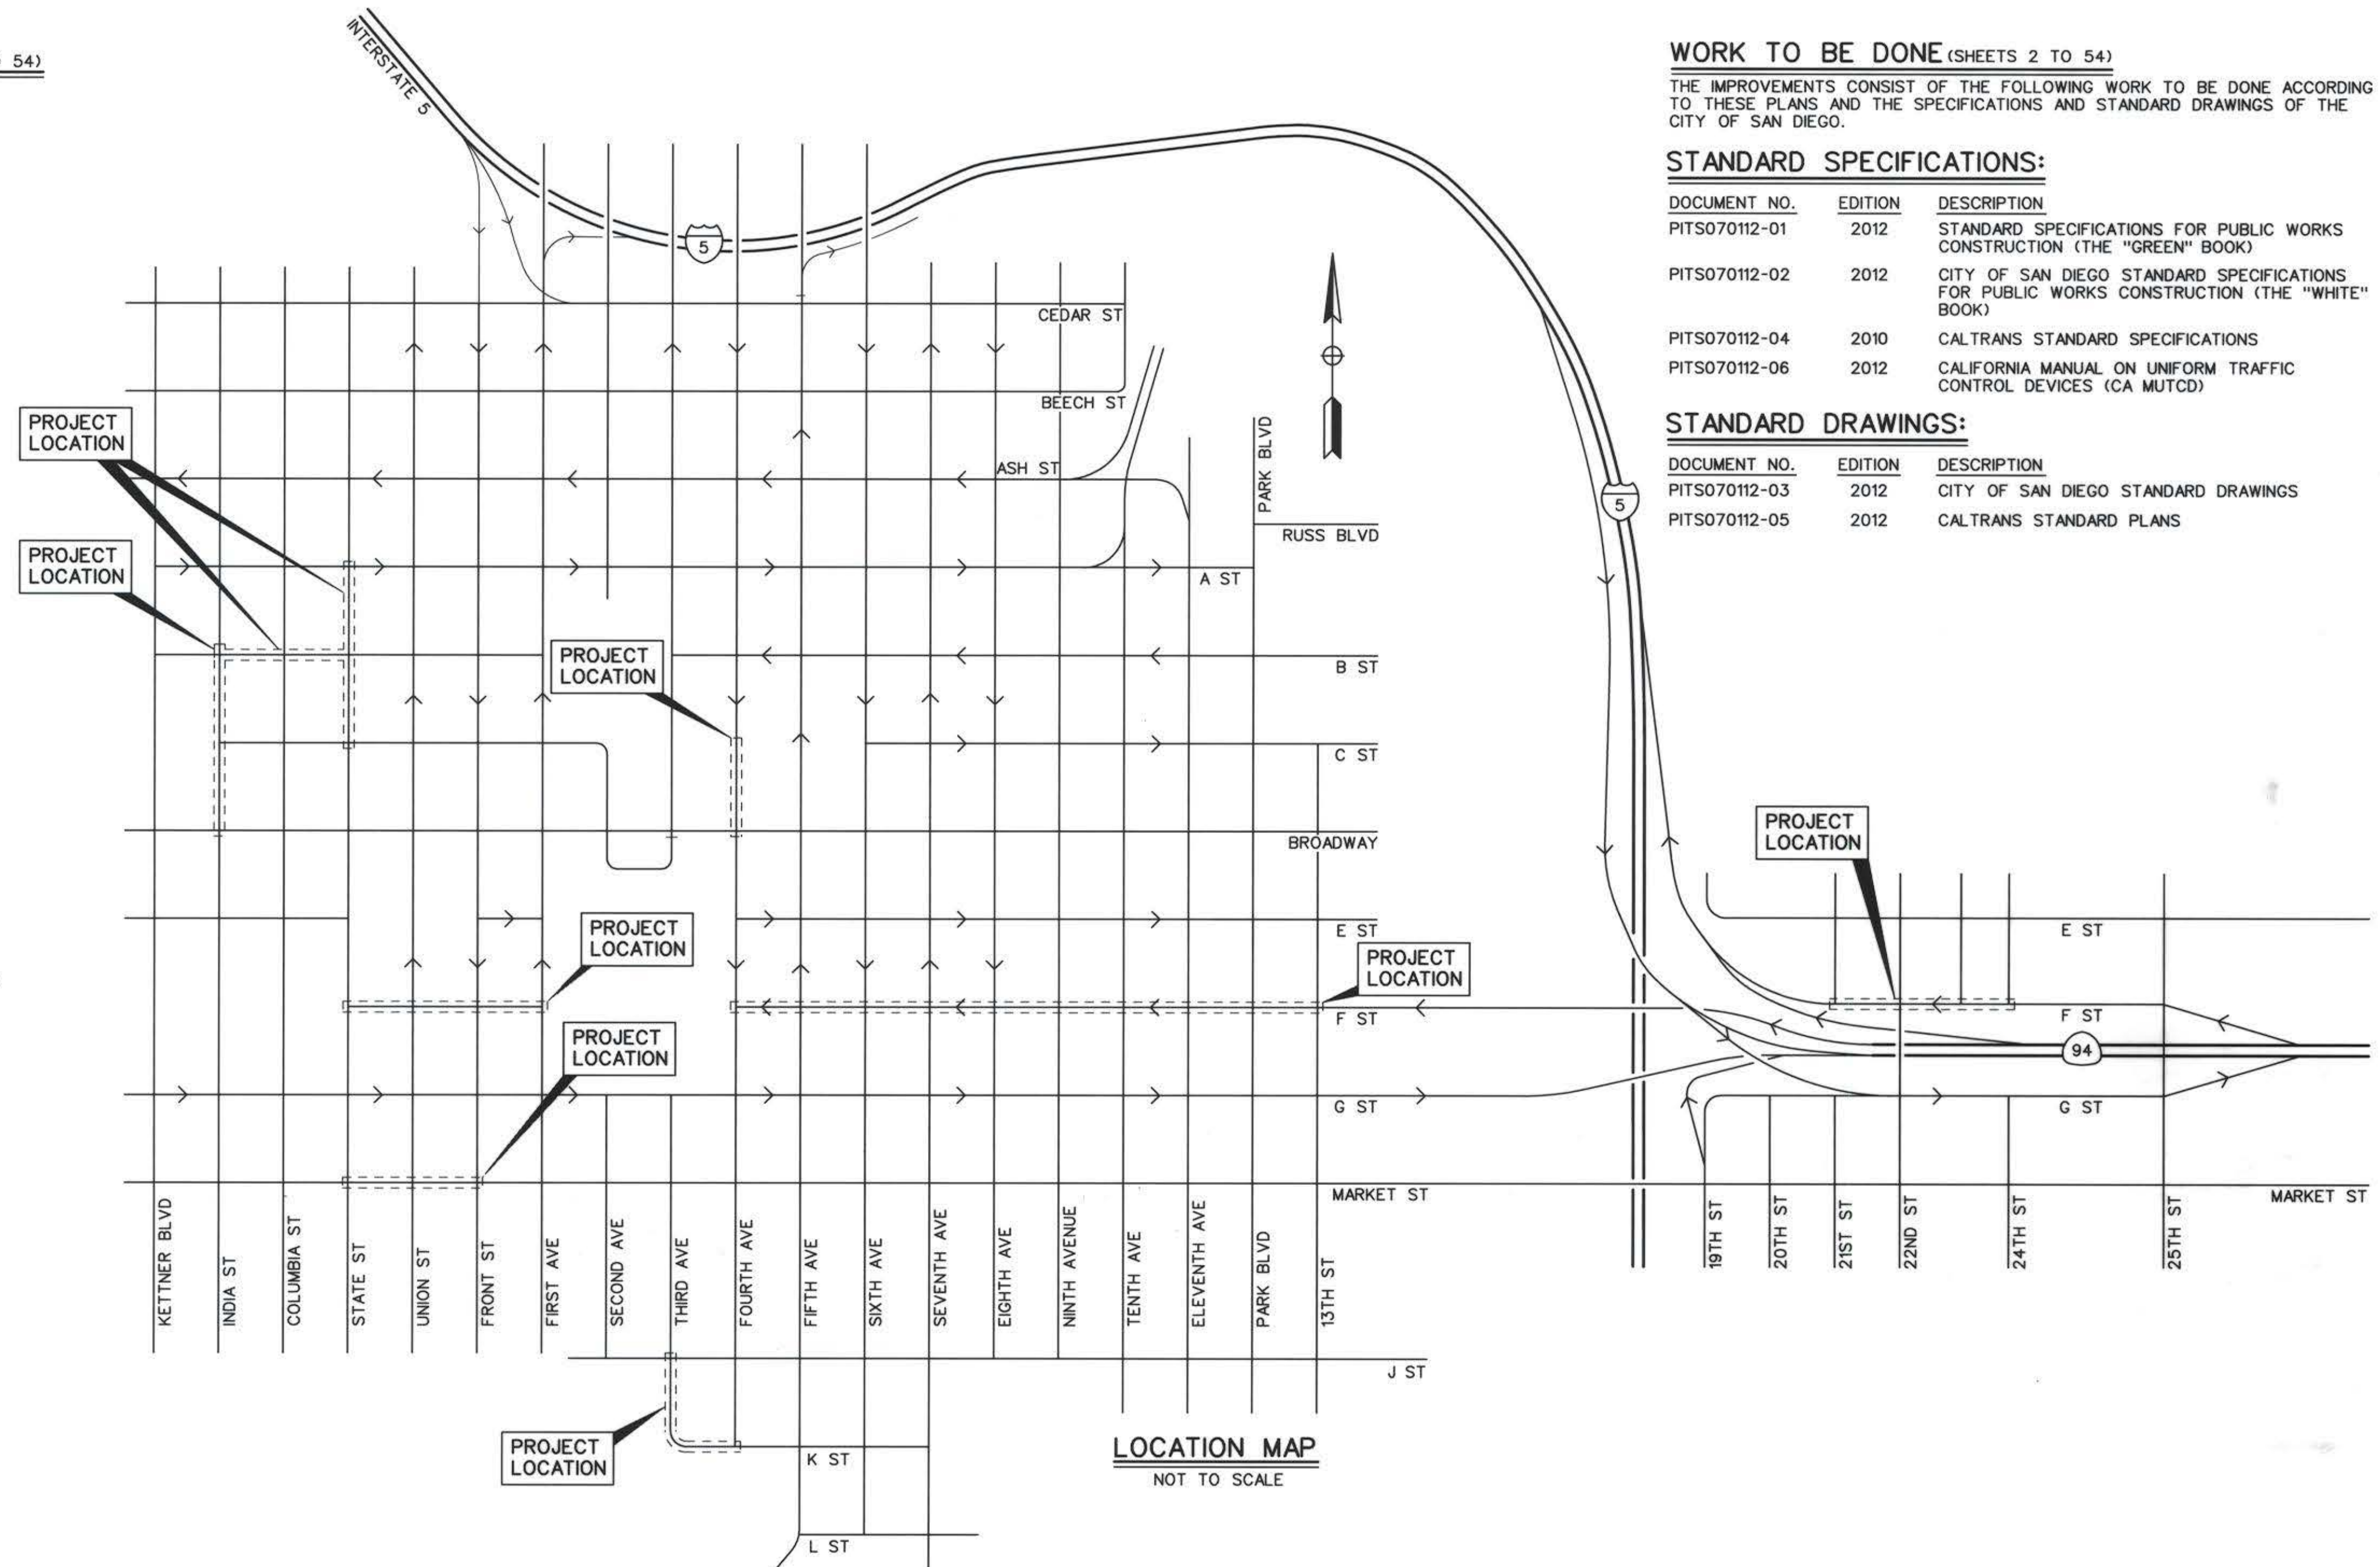 54)
INTERSTATE 5
5
CEDAR ST
BEECH ST
ASH ST
PARK BLVD
RUSS BLVD
A ST
B ST
C ST
BROADWAY
E ST
F ST
G ST
MARKET ST
PROJECT
LOCATION
PROJECT
LOCATION
PROJECT
LOCATION
PROJECT
LOCATION
PROJECT
LOCATION
PROJECT
LOCATION
PROJECT
LOCATION
PROJECT
LOCATION
5
E ST
F ST
94
G ST
MARKET ST
KETTNER BLVD
INDIA ST
COLUMBIA ST
STATE ST
UNION ST
FRONT ST
FIRST AVE
SECOND AVE
THIRD AVE
FOURTH AVE
FIFTH AVE
SIXTH AVE
SEVENTH AVE
EIGHTH AVE
NINTH AVENUE
TENTH AVE
ELEVENTH AVE
PARK BLVD
13TH ST
19TH ST
20TH ST
21ST ST
22ND ST
24TH ST
25TH ST
J ST
K ST
L ST
LOCATION MAP
NOT TO SCALE
WORK TO BE DONE (SHEETS 2 TO 54)
THE IMPROVEMENTS CONSIST OF THE FOLLOWING WORK TO BE DONE ACCORDING
TO THESE PLANS AND THE SPECIFICATIONS AND STANDARD DRAWINGS OF THE
CITY OF SAN DIEGO.
STANDARD SPECIFICATIONS:
DOCUMENT NO. EDITION DESCRIPTION
PITS070112-01 2012 STANDARD SPECIFICATIONS FOR PUBLIC WORKS
CONSTRUCTION (THE "GREEN" BOOK)
PITS070112-02 2012 CITY OF SAN DIEGO STANDARD SPECIFICATIONS
FOR PUBLIC WORKS CONSTRUCTION (THE "WHITE"
BOOK)
PITS070112-04 2010 CALTRANS STANDARD SPECIFICATIONS
PITS070112-06 2012 CALIFORNIA MANUAL ON UNIFORM TRAFFIC
CONTROL DEVICES (CA MUTCD)
STANDARD DRAWINGS:
DOCUMENT NO. EDITION DESCRIPTION
PITS070112-03 2012 CITY OF SAN DIEGO STANDARD DRAWINGS
PITS070112-05 2012 CALTRANS STANDARD PLANS